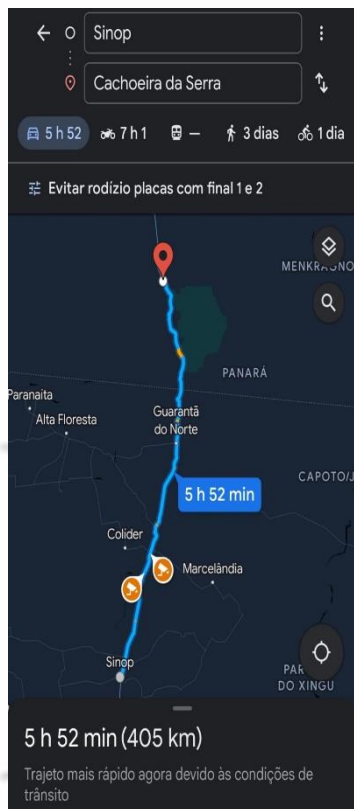 Sinop
Cachoeira da Serra
5 h 52
7 h 1
—
3 dias
1 dia
Evitar rodízio placas com final 1 e 2
MENKRAGNO
PANARÁ
Paranaíta
Alta Floresta
Guarantã
do Norte
CAPOTO/J
5 h 52 min
Colider
Marcelândia
Sinop
PAR
DO XINGU
5 h 52 min (405 km)
Trajeto mais rápido agora devido às condições de
trânsito